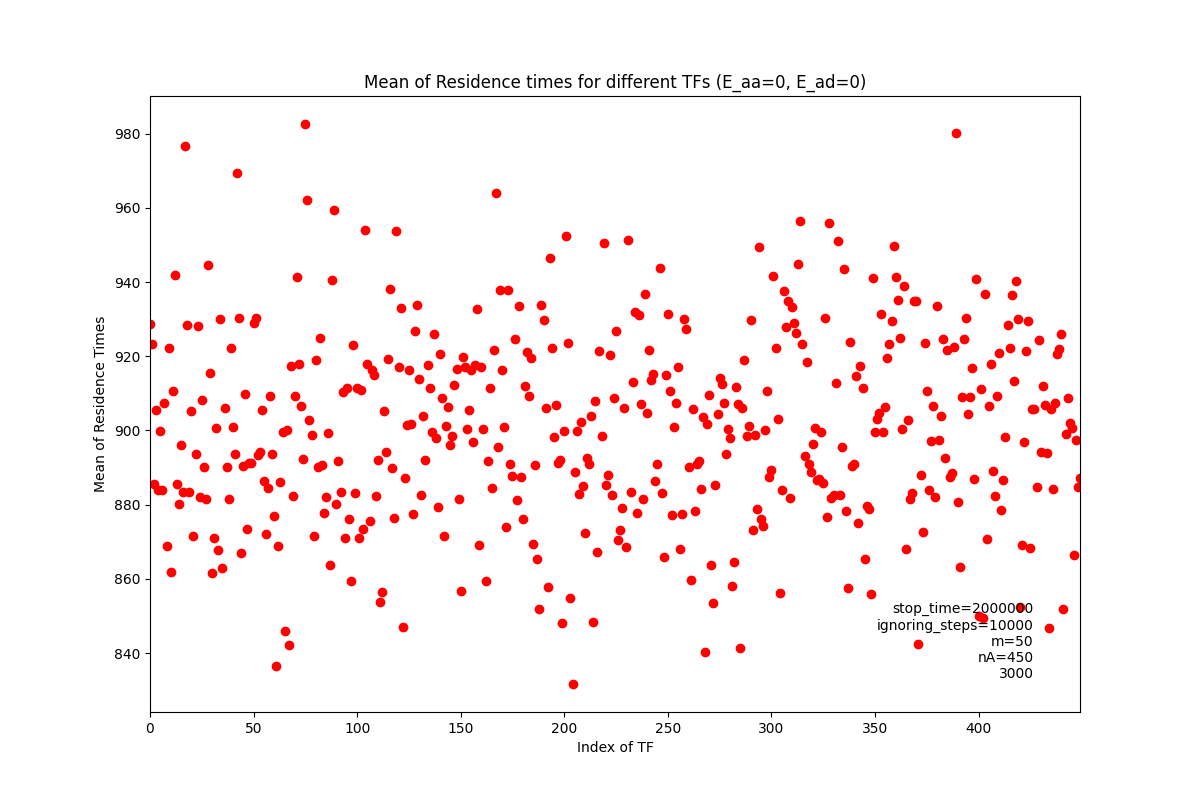 Mean of Residence times for different TFs (E_aa=0, E_ad=0)
Mean of Residence Times
980
960
940
920
900
880
860
840
stop_time=2000000
ignoring_steps=10000
m=50
nA=450
3000
0 50 100 150 200 250 300 350 400
Index of TF